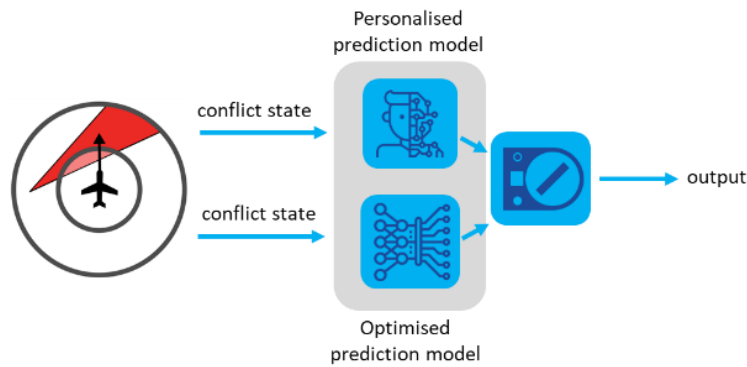 Personalised
prediction model
conflict state
conflict state
output
Optimised
prediction model